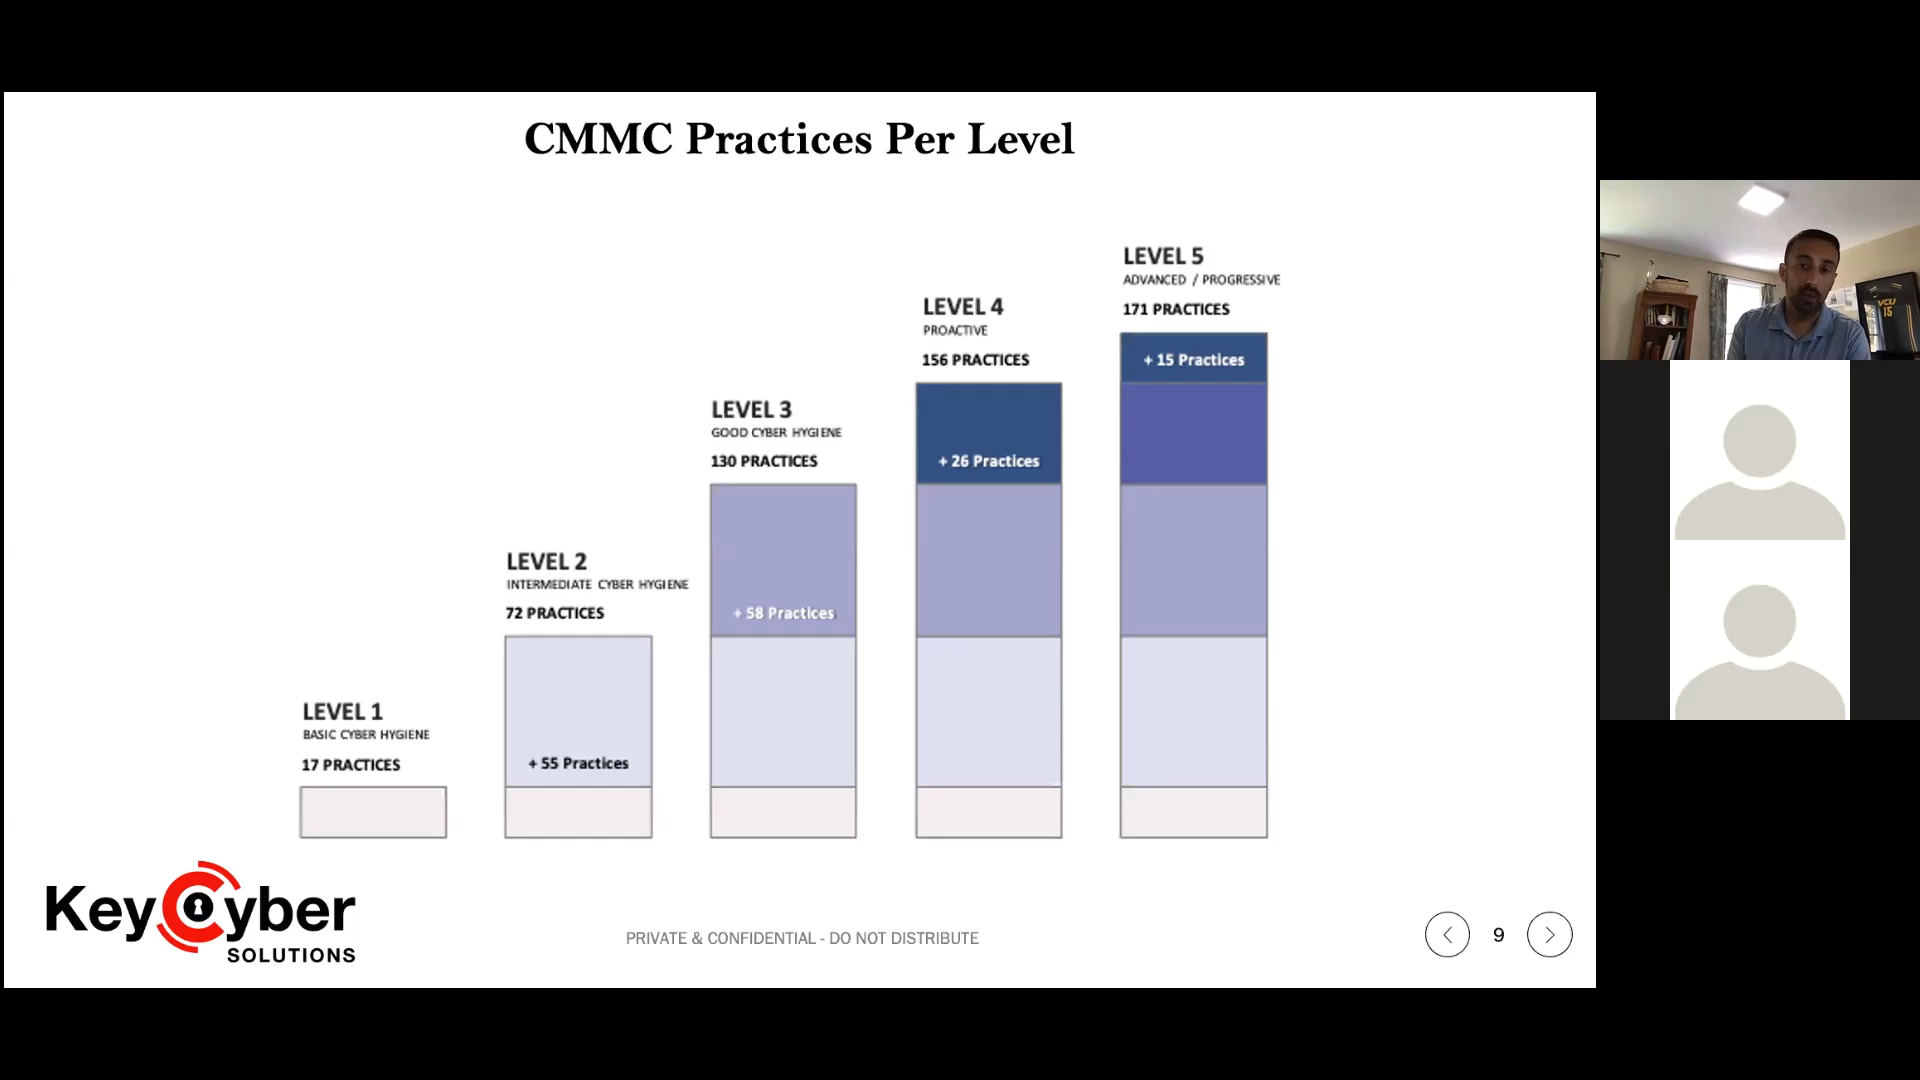 CMMC Practices Per Level
LEVEL 5
ADVANCED / PROGRESSIVE
171 PRACTICES
+ 15 Practices
LEVEL 4
PROACTIVE
156 PRACTICES
+ 26 Practices
LEVEL 3
GOOD CYBER HYGIENE
130 PRACTICES
+ 58 Practices
LEVEL 2
INTERMEDIATE CYBER HYGIENE
72 PRACTICES
+ 55 Practices
LEVEL 1
BASIC CYBER HYGIENE
17 PRACTICES
KeyCyber
SOLUTIONS
PRIVATE & CONFIDENTIAL - DO NOT DISTRIBUTE
9
VCU
15